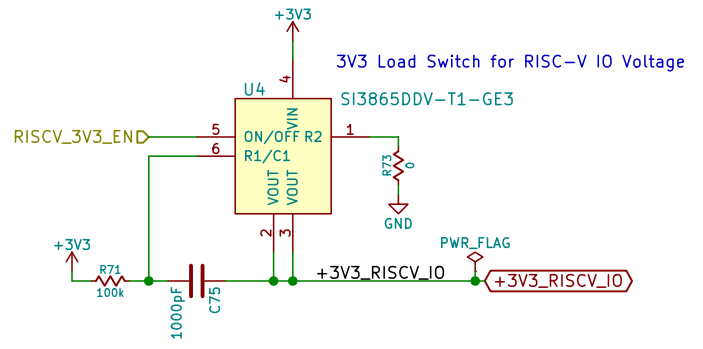 +3V3
3V3 Load Switch for RISC-V IO Voltage
U4
SI3865DDV-T1-GE3
4
VIN
RISCV_3V3_EN
5
ON/OFF
R2
1
6
R1/C1
R73
0
VOUT
VOUT
2
3
GND
+3V3
PWR_FLAG
R71
100k
1000pF
C75
+3V3_RISCV_IO
+3V3_RISCV_IO